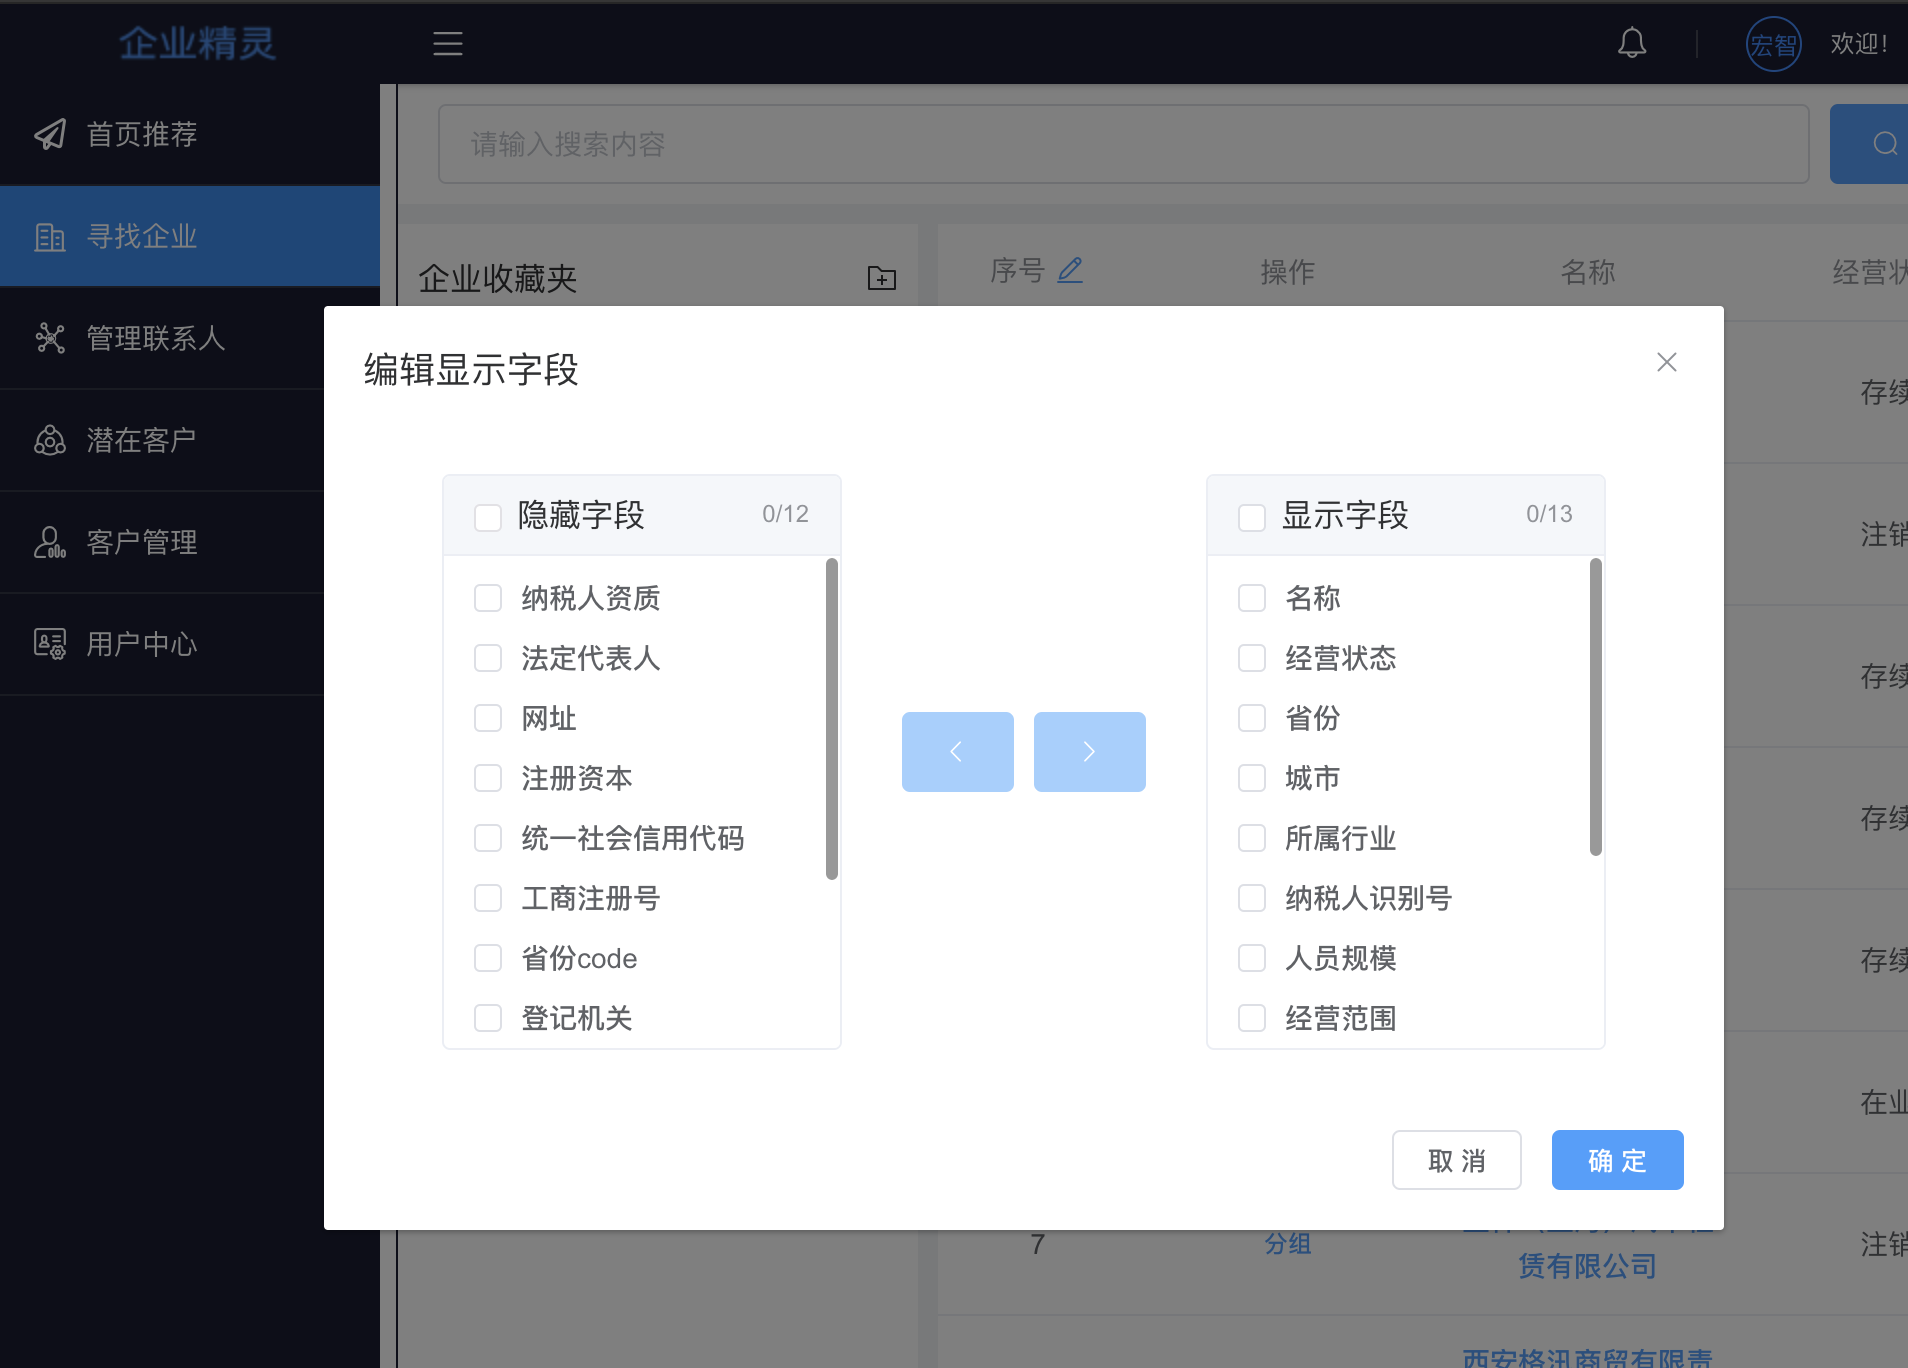 企业精灵
宏智
欢迎!
首页推荐
寻找企业
管理联系人
潜在客户
客户管理
用户中心
请输入搜索内容
企业收藏夹
序号
操作
名称
经营状
存续
注销
存续
存续
存续
在业
注销
编辑显示字段
隐藏字段 0/12
纳税人资质
法定代表人
网址
注册资本
统一社会信用代码
工商注册号
省份code
登记机关
显示字段 0/13
名称
经营状态
省份
城市
所属行业
纳税人识别号
人员规模
经营范围
取 消
确 定
7
分组
赁有限公司
西安格汛商贸有限责